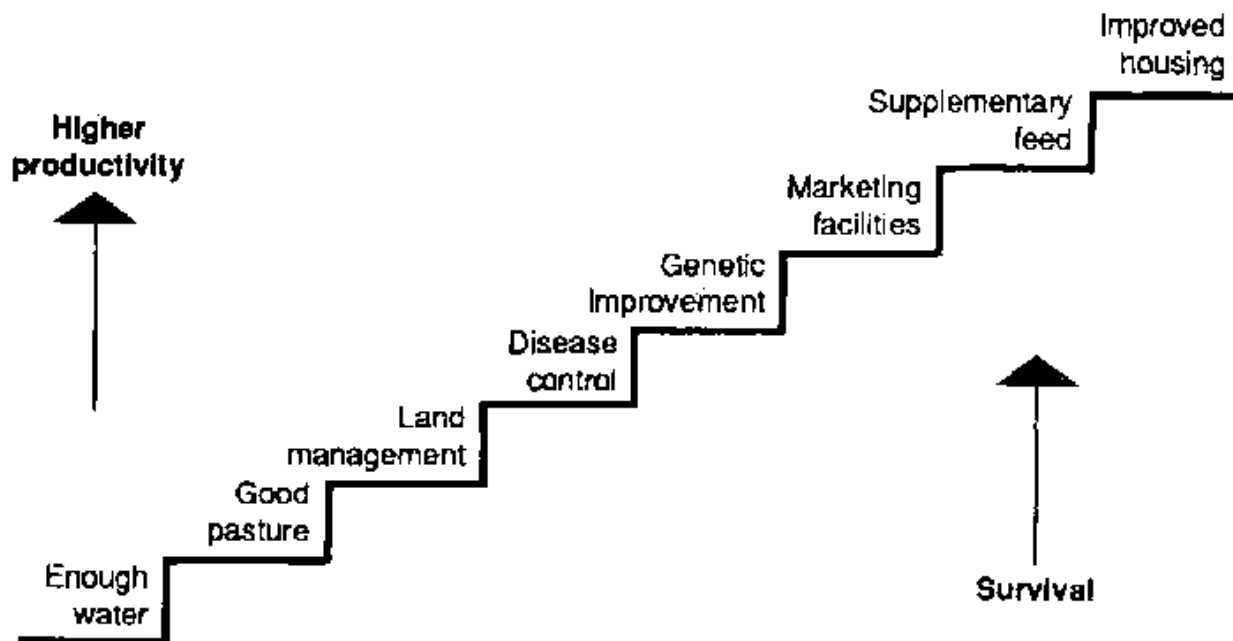 Improved
housing
Supplementary
feed
Higher
productivity
Marketing
facilities
Genetic
Improvement
Disease
control
Land
management
Good
pasture
Enough
water
Survival